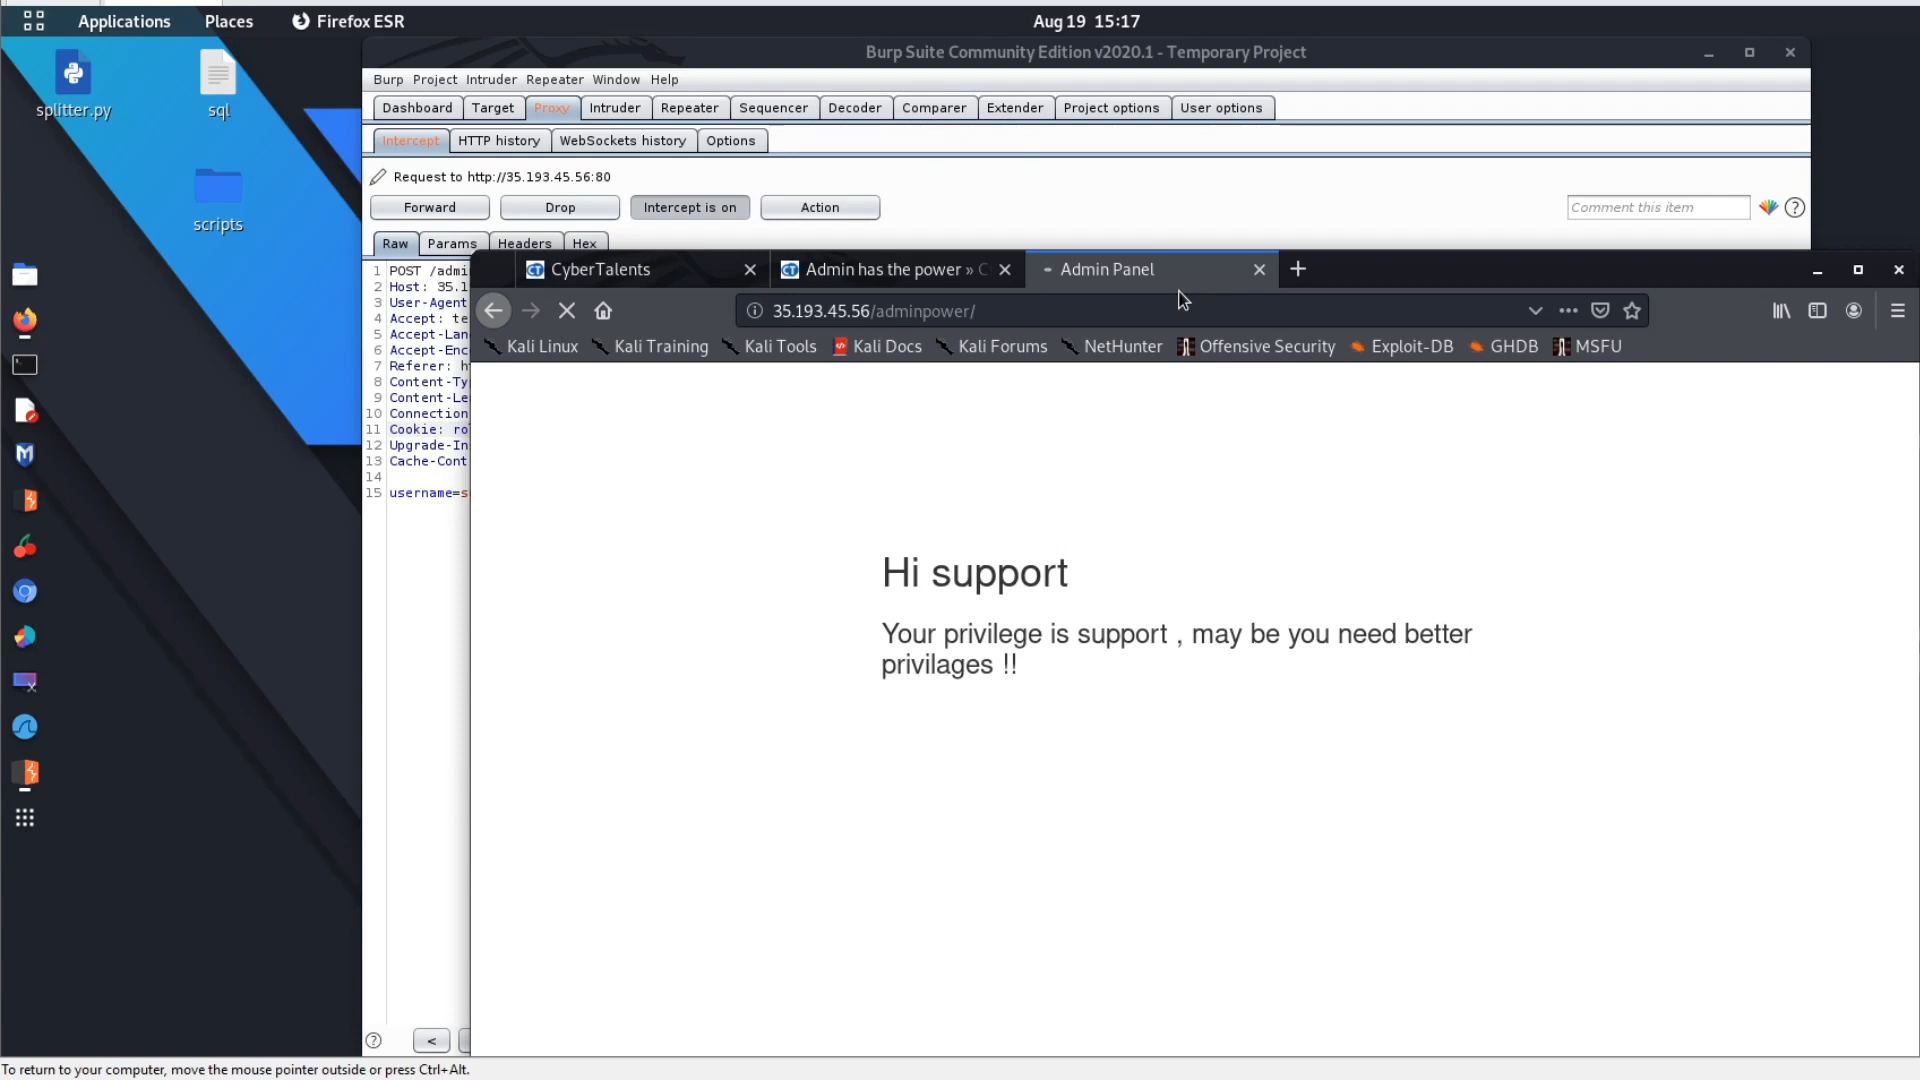 Applications Places Firefox ESR Aug 19 15:17
splitter.py
sql
scripts
Burp Suite Community Edition v2020.1 - Temporary Project
Burp Project Intruder Repeater Window Help
Dashboard Target Proxy Intruder Repeater Sequencer Decoder Comparer Extender Project options User options
Intercept HTTP history WebSockets history Options
Request to http://35.193.45.56:80
Forward Drop Intercept is on Action Comment this item ?
Raw Params Headers Hex
1 POST /admi
2 Host: 35.1
3 User-Agent
4 Accept: te
5 Accept-Lan
6 Accept-Enc
7 Referer: h
8 Content-Ty
9 Content-Le
10 Connection
11 Cookie: ro
12 Upgrade-In
13 Cache-Cont
14
15 username=s
CyberTalents Admin has the power » C Admin Panel
35.193.45.56/adminpower/
Kali Linux Kali Training Kali Tools Kali Docs Kali Forums NetHunter Offensive Security Exploit-DB GHDB MSFU
Hi support
Your privilege is support , may be you need better
privilages !!
? <
To return to your computer, move the mouse pointer outside or press Ctrl+Alt.